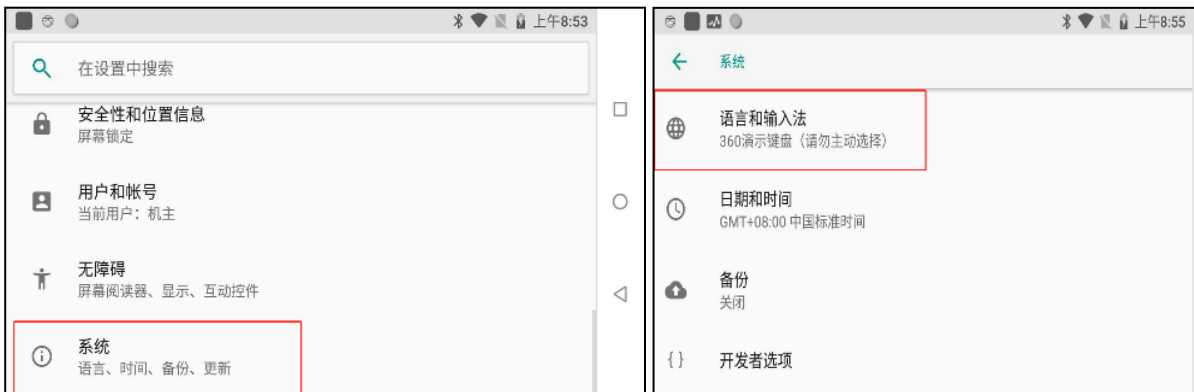 上午8:53
在设置中搜索
安全性和位置信息
屏幕锁定
用户和帐号
当前用户：机主
无障碍
屏幕阅读器、显示、互动控件
系统
语言、时间、备份、更新
上午8:55
系统
语言和输入法
360演示键盘（请勿主动选择）
日期和时间
GMT+08:00 中国标准时间
备份
关闭
{ } 开发者选项